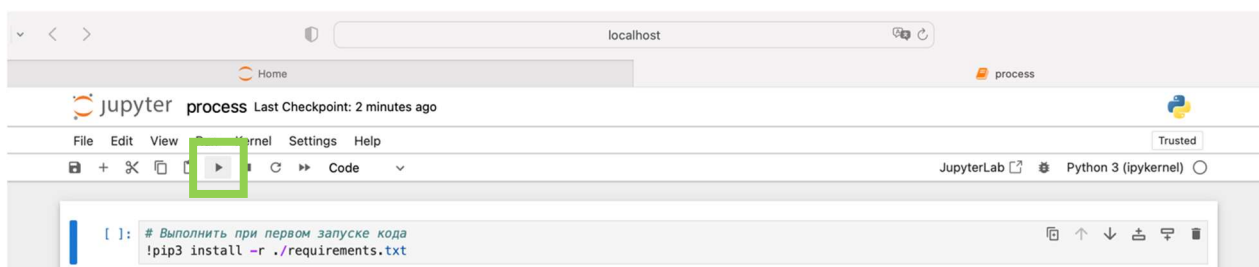 localhost
Home
process
jupyter process Last Checkpoint: 2 minutes ago
File Edit View Kernel Settings Help
Trusted
Code
JupyterLab
Python 3 (ipykernel)
[ ]: # Выполнить при первом запуске кода
!pip3 install -r ./requirements.txt